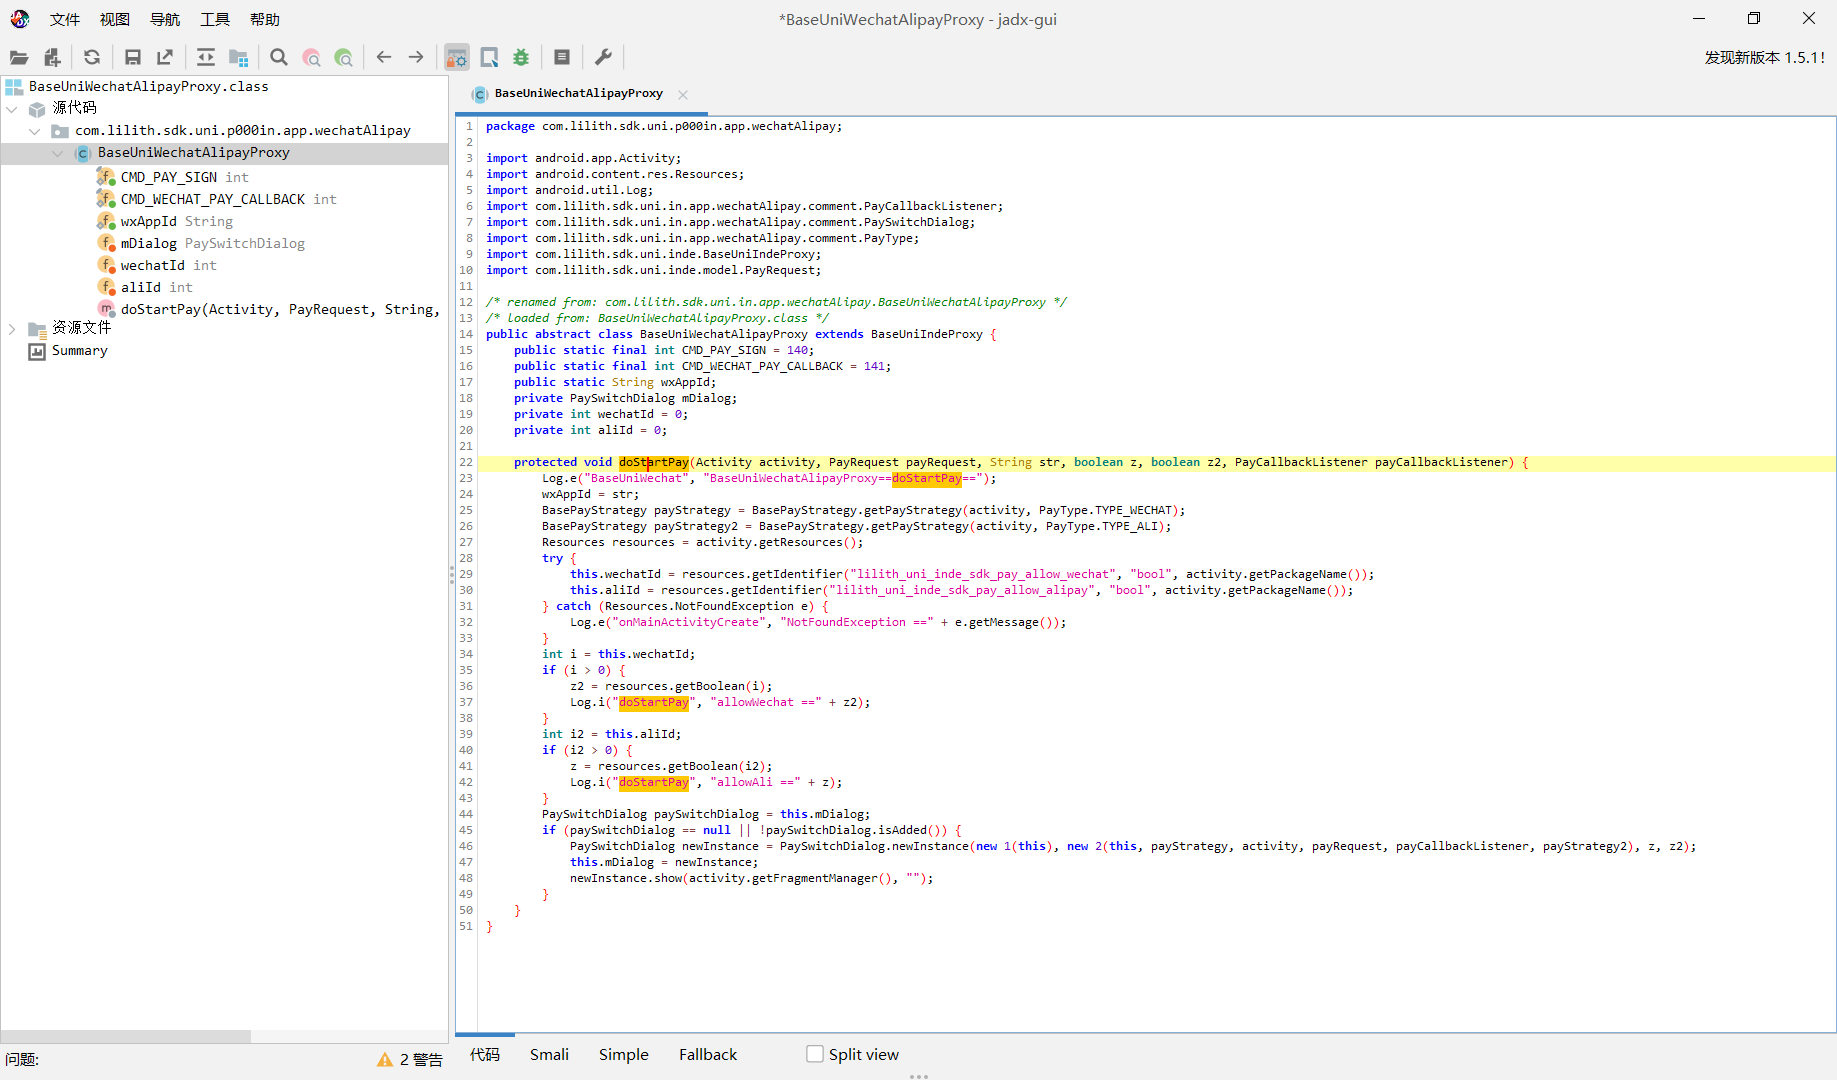 文件 视图 导航 工具 帮助
*BaseUniWechatAlipayProxy - jadx-gui
发现新版本 1.5.1!
BaseUniWechatAlipayProxy.class
源代码
com.lilith.sdk.uni.p000in.app.wechatAlipay
BaseUniWechatAlipayProxy
CMD_PAY_SIGN int
CMD_WECHAT_PAY_CALLBACK int
wxAppId String
mDialog PaySwitchDialog
wechatId int
aliId int
doStartPay(Activity, PayRequest, String,
资源文件
Summary
问题:
2 警告
BaseUniWechatAlipayProxy
1 package com.lilith.sdk.uni.p000in.app.wechatAlipay;
2
3 import android.app.Activity;
4 import android.content.res.Resources;
5 import android.util.Log;
6 import com.lilith.sdk.uni.in.app.wechatAlipay.comment.PayCallbackListener;
7 import com.lilith.sdk.uni.in.app.wechatAlipay.comment.PaySwitchDialog;
8 import com.lilith.sdk.uni.in.app.wechatAlipay.comment.PayType;
9 import com.lilith.sdk.uni.inde.BaseUniIndeProxy;
10 import com.lilith.sdk.uni.inde.model.PayRequest;
11
12 /* renamed from: com.lilith.sdk.uni.in.app.wechatAlipay.BaseUniWechatAlipayProxy */
13 /* loaded from: BaseUniWechatAlipayProxy.class */
14 public abstract class BaseUniWechatAlipayProxy extends BaseUniIndeProxy {
15     public static final int CMD_PAY_SIGN = 140;
16     public static final int CMD_WECHAT_PAY_CALLBACK = 141;
17     public static String wxAppId;
18     private PaySwitchDialog mDialog;
19     private int wechatId = 0;
20     private int aliId = 0;
21
22     protected void doStartPay(Activity activity, PayRequest payRequest, String str, boolean z, boolean z2, PayCallbackListener payCallbackListener) {
23         Log.e("BaseUniWechat", "BaseUniWechatAlipayProxy==doStartPay==");
24         wxAppId = str;
25         BasePayStrategy payStrategy = BasePayStrategy.getPayStrategy(activity, PayType.TYPE_WECHAT);
26         BasePayStrategy payStrategy2 = BasePayStrategy.getPayStrategy(activity, PayType.TYPE_ALI);
27         Resources resources = activity.getResources();
28         try {
29             this.wechatId = resources.getIdentifier("lilith_uni_inde_sdk_pay_allow_wechat", "bool", activity.getPackageName());
30             this.aliId = resources.getIdentifier("lilith_uni_inde_sdk_pay_allow_alipay", "bool", activity.getPackageName());
31         } catch (Resources.NotFoundException e) {
32             Log.e("onMainActivityCreate", "NotFoundException ==" + e.getMessage());
33         }
34         int i = this.wechatId;
35         if (i > 0) {
36             z2 = resources.getBoolean(i);
37             Log.i("doStartPay", "allowWechat ==" + z2);
38         }
39         int i2 = this.aliId;
40         if (i2 > 0) {
41             z = resources.getBoolean(i2);
42             Log.i("doStartPay", "allowAli ==" + z);
43         }
44         PaySwitchDialog paySwitchDialog = this.mDialog;
45         if (paySwitchDialog == null || !paySwitchDialog.isAdded()) {
46             PaySwitchDialog newInstance = PaySwitchDialog.newInstance(new 1(this), new 2(this, payStrategy, activity, payRequest, payCallbackListener, payStrategy2), z, z2);
47             this.mDialog = newInstance;
48             newInstance.show(activity.getFragmentManager(), "");
49         }
50     }
51 }
代码 Smali Simple Fallback Split view